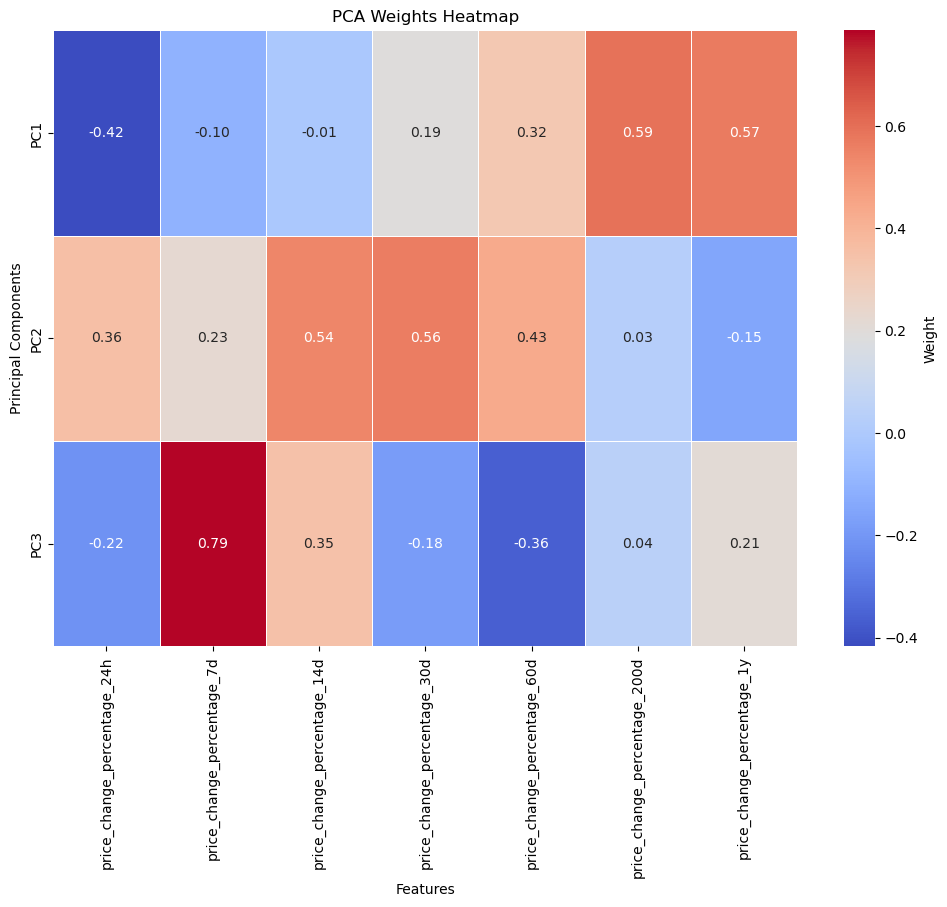 PCA Weights Heatmap
PC1
-0.42 -0.10 -0.01 0.19 0.32 0.59 0.57
PC2
0.36 0.23 0.54 0.56 0.43 0.03 -0.15
PC3
-0.22 0.79 0.35 -0.18 -0.36 0.04 0.21
Principal Components
price_change_percentage_24h
price_change_percentage_7d
price_change_percentage_14d
price_change_percentage_30d
price_change_percentage_60d
price_change_percentage_200d
price_change_percentage_1y
Features
0.6
0.4
0.2
0.0
−0.2
−0.4
Weight